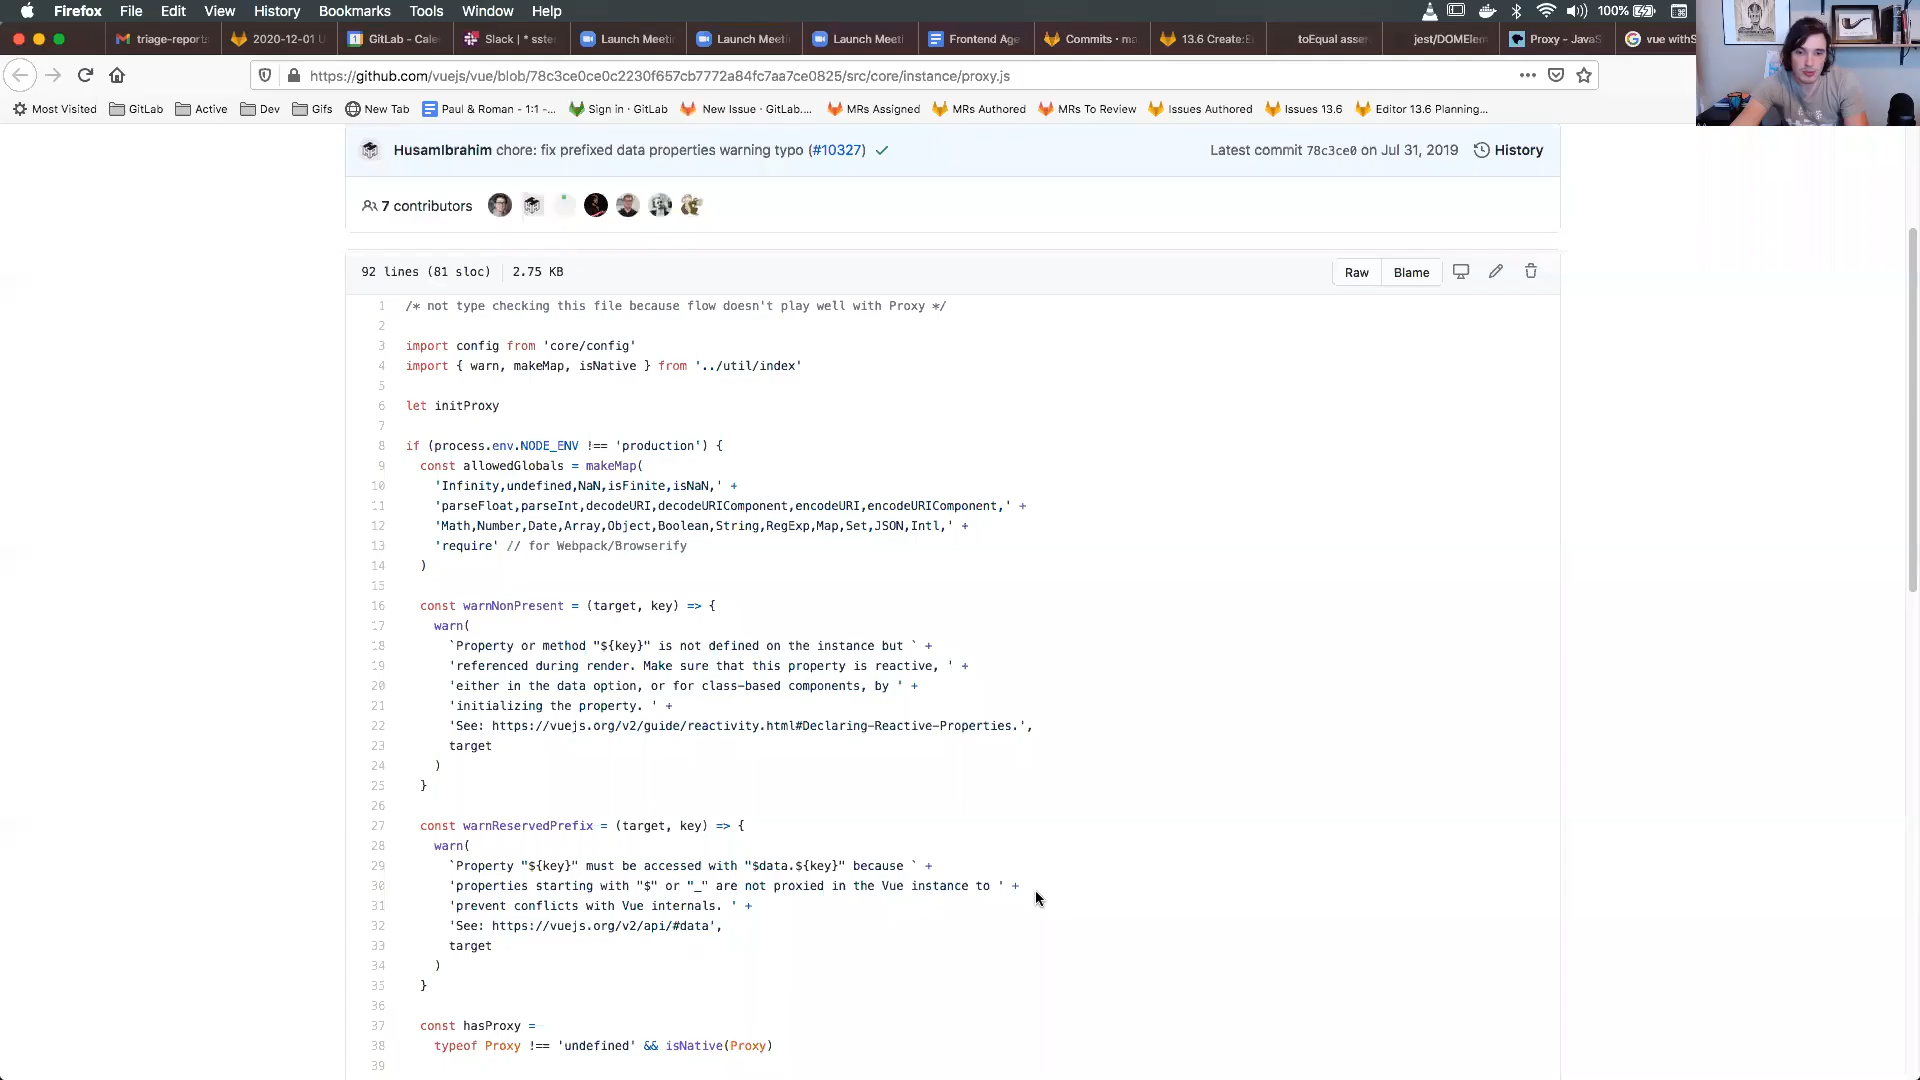 Firefox File Edit View History Bookmarks Tools Window Help 100%
triage-report 2020-12-01 U GitLab - Cale Slack | * sste Launch Meeti Launch Meeti Launch Meeti Frontend Age Commits · ma 13.6 Create:E toEqual asser jest/DOMElem Proxy - JavaS vue withS
https://github.com/vuejs/vue/blob/78c3ce0ce0c2230f657cb7772a84fc7aa7ce0825/src/core/instance/proxy.js
Most Visited GitLab Active Dev Gifs New Tab Paul & Roman - 1:1 -... Sign in · GitLab New Issue · GitLab.... MRs Assigned MRs Authored MRs To Review Issues Authored Issues 13.6 Editor 13.6 Planning...
HusamIbrahim chore: fix prefixed data properties warning typo (#10327) Latest commit 78c3ce0 on Jul 31, 2019 History
7 contributors
92 lines (81 sloc) 2.75 KB Raw Blame
1 /* not type checking this file because flow doesn't play well with Proxy */
2
3 import config from 'core/config'
4 import { warn, makeMap, isNative } from '../util/index'
5
6 let initProxy
7
8 if (process.env.NODE_ENV !== 'production') {
9 const allowedGlobals = makeMap(
10 'Infinity,undefined,NaN,isFinite,isNaN,' +
11 'parseFloat,parseInt,decodeURI,decodeURIComponent,encodeURI,encodeURIComponent,' +
12 'Math,Number,Date,Array,Object,Boolean,String,RegExp,Map,Set,JSON,Intl,' +
13 'require' // for Webpack/Browserify
14 )
15
16 const warnNonPresent = (target, key) => {
17 warn(
18 `Property or method "${key}" is not defined on the instance but ` +
19 'referenced during render. Make sure that this property is reactive, ' +
20 'either in the data option, or for class-based components, by ' +
21 'initializing the property. ' +
22 'See: https://vuejs.org/v2/guide/reactivity.html#Declaring-Reactive-Properties.',
23 target
24 )
25 }
26
27 const warnReservedPrefix = (target, key) => {
28 warn(
29 `Property "${key}" must be accessed with "$data.${key}" because ` +
30 'properties starting with "$" or "_" are not proxied in the Vue instance to ' +
31 'prevent conflicts with Vue internals. ' +
32 'See: https://vuejs.org/v2/api/#data',
33 target
34 )
35 }
36
37 const hasProxy =
38 typeof Proxy !== 'undefined' && isNative(Proxy)
39